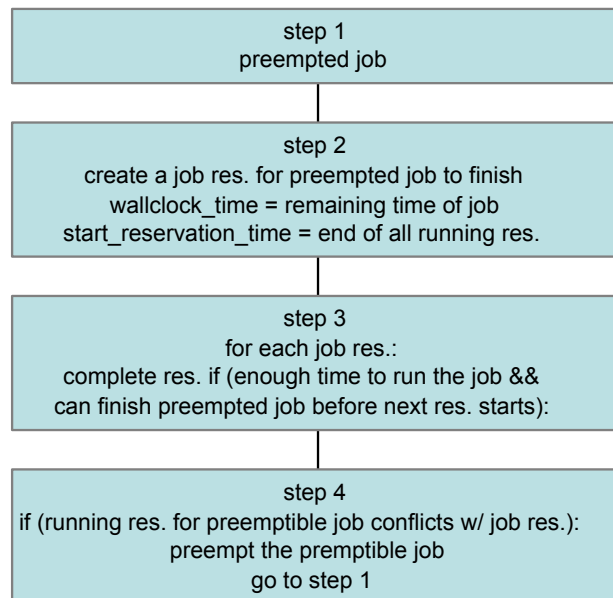 step 1
preempted job
step 2
create a job res. for preempted job to finish
wallclock_time = remaining time of job
start_reservation_time = end of all running res.
step 3
for each job res.:
complete res. if (enough time to run the job &&
can finish preempted job before next res. starts):
step 4
if (running res. for preemptible job conflicts w/ job res.):
preempt the premptible job
go to step 1